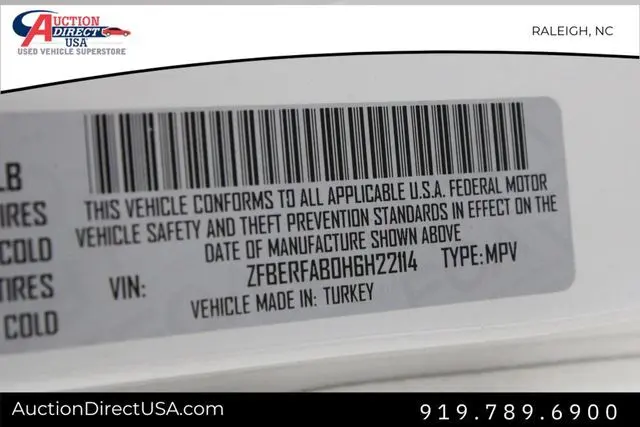 AUCTION
DIRECT
USA
USED VEHICLE SUPERSTORE
RALEIGH, NC
LB
TIRES
COLD
TIRES
COLD
THIS VEHICLE CONFORMS TO ALL APPLICABLE U.S.A. FEDERAL MOTOR
VEHICLE SAFETY AND THEFT PREVENTION STANDARDS IN EFFECT ON THE
DATE OF MANUFACTURE SHOWN ABOVE
VIN: ZFBERFAB0H6H22114 TYPE: MPV
VEHICLE MADE IN: TURKEY
AuctionDirectUSA.com
919.789.6900